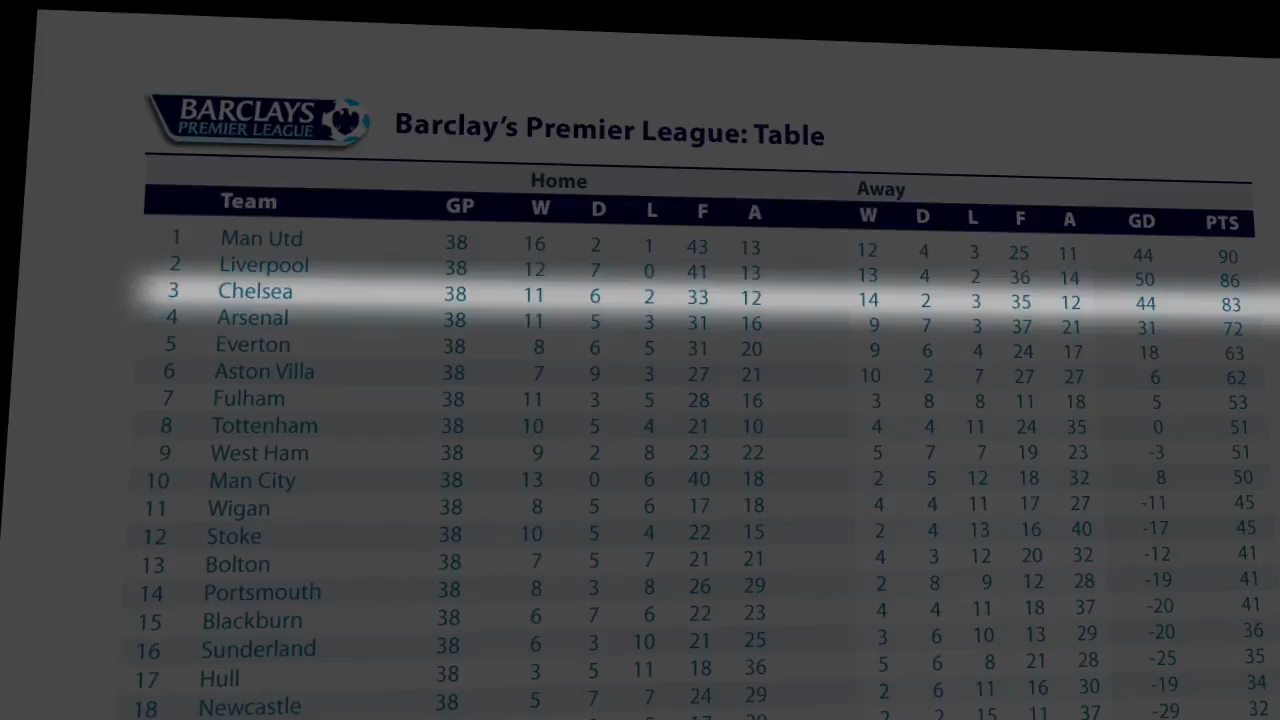 BARCLAYS
PREMIER LEAGUE
Barclay's Premier League: Table
Home Away
Team GP W D L F A W D L F A GD PTS
1 Man Utd 38 16 2 1 43 13 12 4 3 25 11 44 90
2 Liverpool 38 12 7 0 41 13 13 4 2 36 14 50 86
3 Chelsea 38 11 6 2 33 12 14 2 3 35 12 44 83
4 Arsenal 38 11 5 3 31 16 9 7 3 37 21 31 72
5 Everton 38 8 6 5 31 20 9 6 4 24 17 18 63
6 Aston Villa 38 7 9 3 27 21 10 2 7 27 27 6 62
7 Fulham 38 11 3 5 28 16 3 8 8 11 18 5 53
8 Tottenham 38 10 5 4 21 10 4 4 11 24 35 0 51
9 West Ham 38 9 2 8 23 22 5 7 7 19 23 -3 51
10 Man City 38 13 0 6 40 18 2 5 12 18 32 8 50
11 Wigan 38 8 5 6 17 18 4 4 11 17 27 -11 45
12 Stoke 38 10 5 4 22 15 2 4 13 16 40 -17 45
13 Bolton 38 7 5 7 21 21 4 3 12 20 32 -12 41
14 Portsmouth 38 8 3 8 26 29 2 8 9 12 28 -19 41
15 Blackburn 38 6 7 6 22 23 4 4 11 18 37 -20 41
16 Sunderland 38 6 3 10 21 25 3 6 10 13 29 -20 36
17 Hull 38 3 5 11 18 36 5 6 8 21 28 -25 35
18 Newcastle 38 5 7 7 24 29 2 6 11 16 30 -19 34
2 2 15 11 37 -29 32